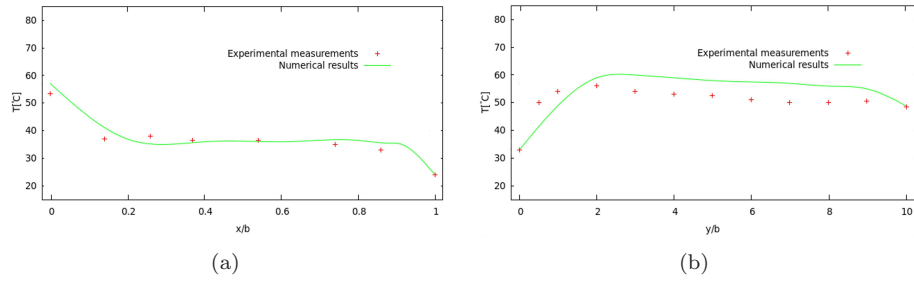 80
70
60
50
40
30
20
T[°C]
Experimental measurements
Numerical results
0 0.2 0.4 0.6 0.8 1
x/b
(a)
80
70
60
50
40
30
20
T[°C]
Experimental measurements
Numerical results
0 2 4 6 8 10
y/b
(b)